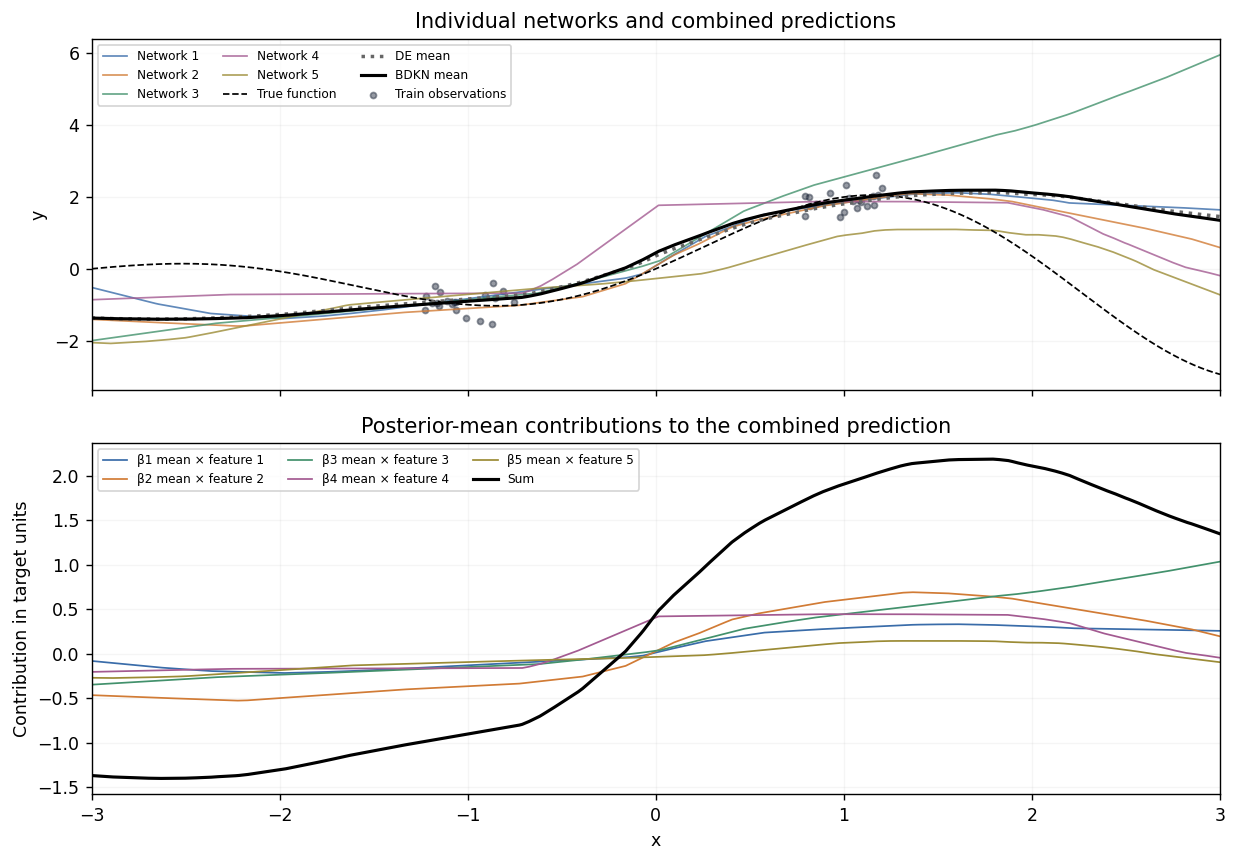 Individual networks and combined predictions
Network 1
Network 2
Network 3
Network 4
Network 5
True function
DE mean
BDKN mean
Train observations
6
4
2
0
−2
y
Posterior-mean contributions to the combined prediction
β1 mean × feature 1
β2 mean × feature 2
β3 mean × feature 3
β4 mean × feature 4
β5 mean × feature 5
Sum
2.0
1.5
1.0
0.5
0.0
−0.5
−1.0
−1.5
Contribution in target units
−3
−2
−1
0
1
2
3
x